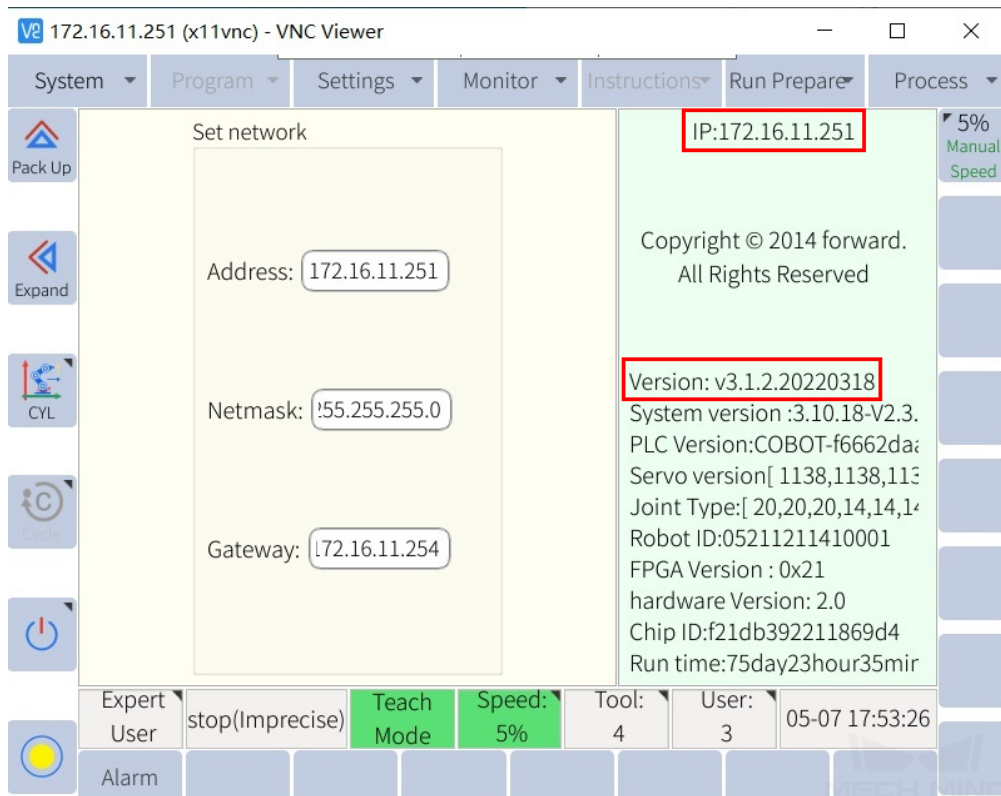 172.16.11.251 (x11vnc) - VNC Viewer
System Program Settings Monitor Instructions Run Prepare Process
Pack Up
Expand
CYL
Cycle
Set network
Address: 172.16.11.251
Netmask: 255.255.0
Gateway: 172.16.11.254
IP:172.16.11.251
Copyright © 2014 forward.
All Rights Reserved
Version: v3.1.2.20220318
System version :3.10.18-V2.3.
PLC Version:COBOT-f6662daa
Servo version[ 1138,1138,113
Joint Type:[ 20,20,20,14,14,14
Robot ID:05211211410001
FPGA Version : 0x21
hardware Version: 2.0
Chip ID:f21db392211869d4
Run time:75day23hour35min
5%
Manual
Speed
Expert
User
stop(Imprecise)
Teach
Mode
Speed:
5%
Tool:
4
User:
3
05-07 17:53:26
Alarm
MECH MIND